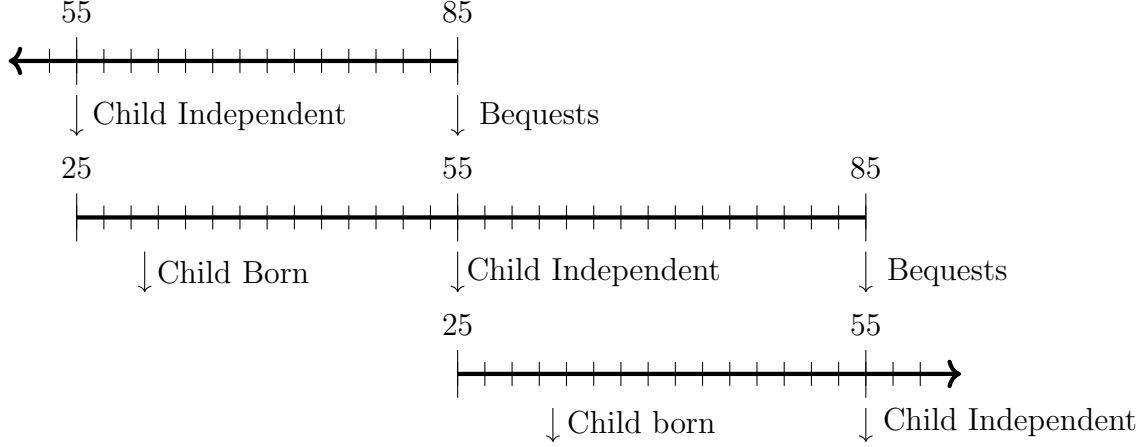 55 85
Child Independent Bequests
25 55 85
Child Born Child Independent Bequests
25 55
Child born Child Independent